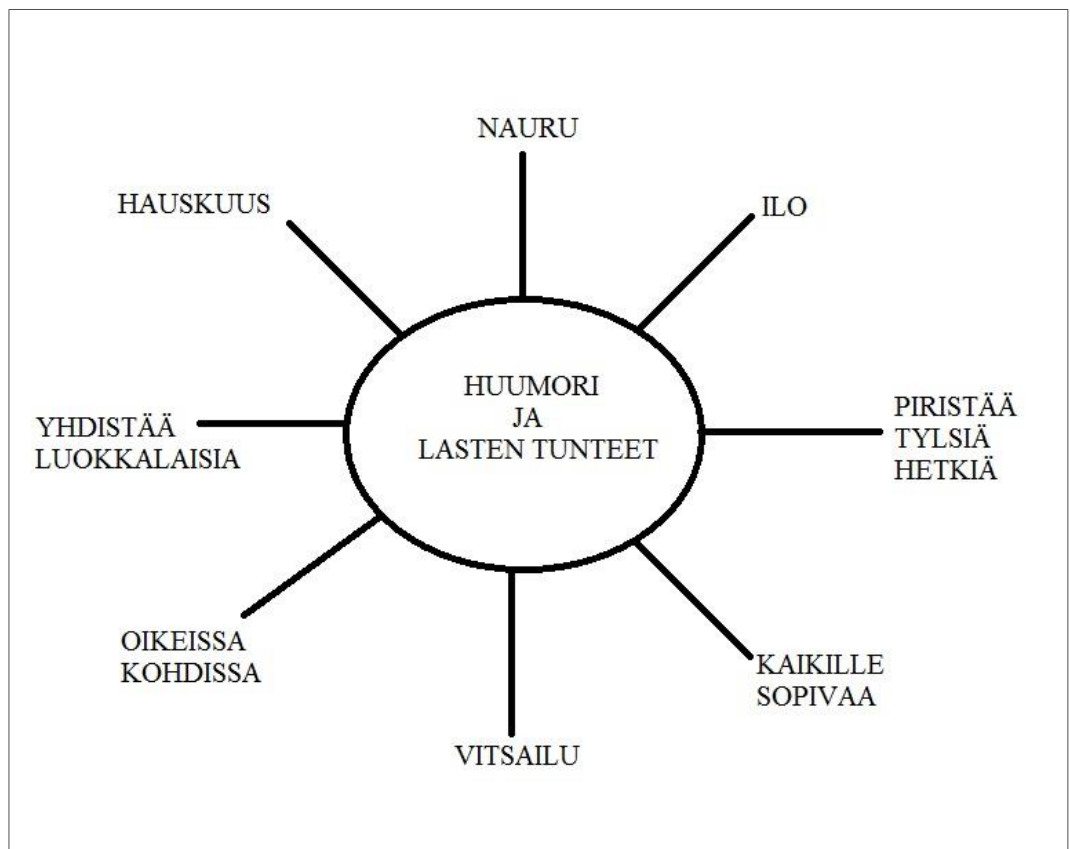 NAURU
HAUSKUUS
ILO
HUUMORI
JA
LASTEN TUNTEET
YHDISTÄÄ
LUOKKALAISIA
PIRISTÄÄ
TYLSIÄ
HETKIÄ
OIKEISSA
KOHDISSA
KAIKILLE
SOPIVAA
VITSAILU